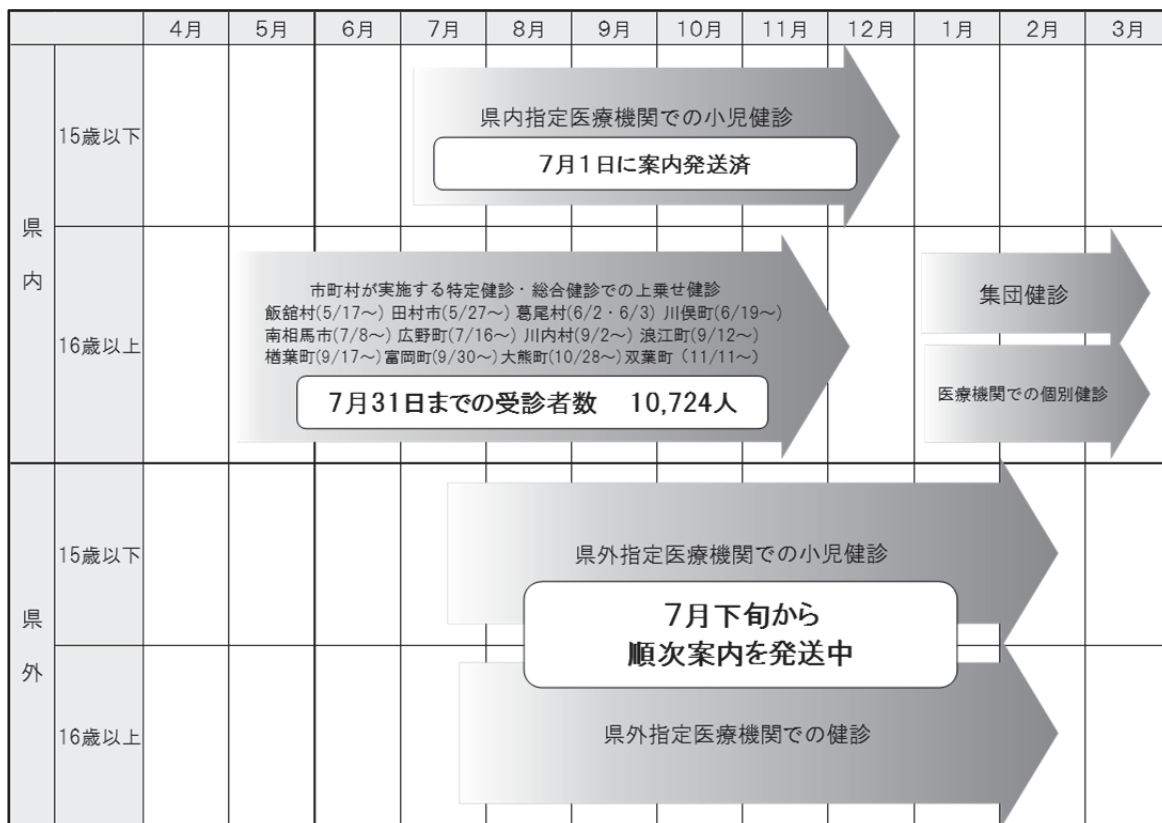 4月 5月 6月 7月 8月 9月 10月 11月 12月 1月 2月 3月
県内
15歳以下
県内指定医療機関での小児健診
7月1日に案内発送済
16歳以上
市町村が実施する特定健診・総合健診での上乗せ健診
飯舘村(5/17～) 田村市(5/27～) 葛尾村(6/2・6/3) 川俣町(6/19～)
南相馬市(7/8～) 広野町(7/16～) 川内村(9/2～) 浪江町(9/12～)
楢葉町(9/17～) 富岡町(9/30～) 大熊町(10/28～) 双葉町（11/11～）
7月31日までの受診者数 10,724人
集団健診
医療機関での個別健診
県外
15歳以下
県外指定医療機関での小児健診
7月下旬から
順次案内を発送中
16歳以上
県外指定医療機関での健診